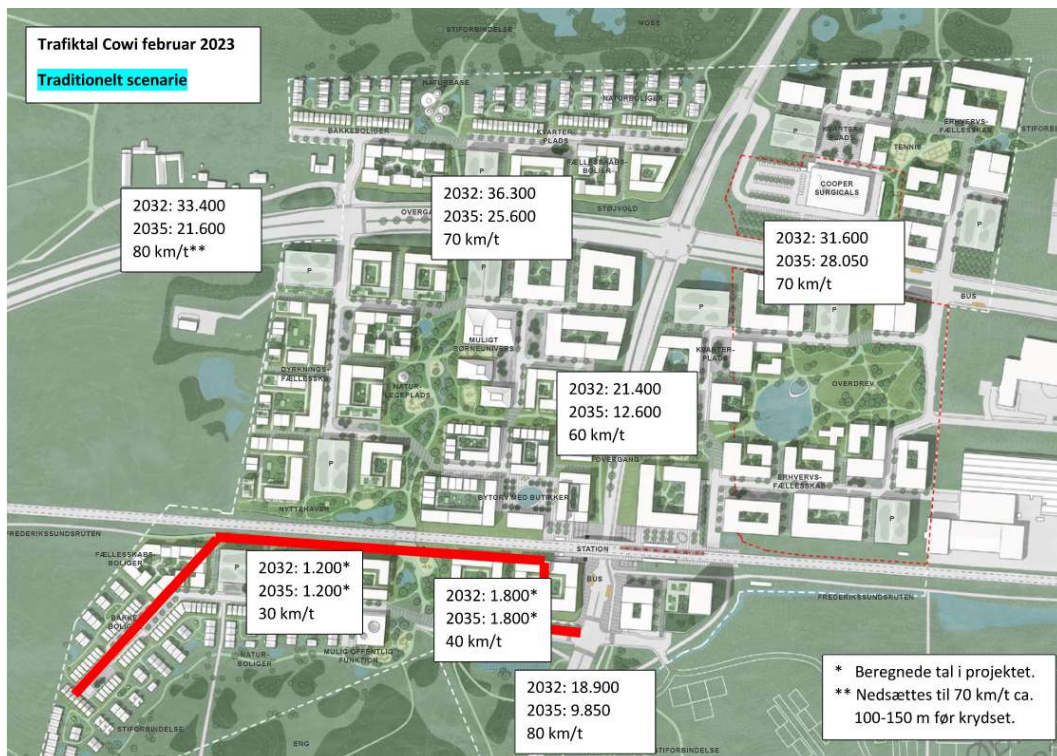 Trafiktal Cowi februar 2023
Traditionelt scenarie
STIFORBINDELSE
MOSE
NATURBASE
NATURBOLIGER
BAKKEBOLIGER
KVARTER-
PLADS
FÆLLESSKABS-
BOLIER
STØJVOLD
KVARTER-
PLADS
ERHVERVS-
FÆLLESSKAB
STIFORBINDELSE
TENNIS
COOPER
SURGICALS
P
P
P
2032: 33.400
2035: 21.600
80 km/t**
2032: 36.300
2035: 25.600
70 km/t
2032: 31.600
2035: 28.050
70 km/t
BUS
P
P
P
P
MULIGT
BØRNEUNIVERS
KVARTER-
PLADS
DYRKNINGS-
FÆLLESSKAB
NATUR-
LEGEPLADS
OVERDREV
2032: 21.400
2035: 12.600
60 km/t
OVERGANG
P
ERHVERVS-
FÆLLESSKAB
BYTORV MED BUTIKKER
P
NYTTEHAVER
FREDERIKSSUNDSRUTEN
STATION
FÆLLESSKABS-
BOLIGER
P
2032: 1.200*
2035: 1.200*
30 km/t
2032: 1.800*
2035: 1.800*
40 km/t
BUS
FREDERIKSSUNDSRUTEN
NATUR-
BOLIGER
MULIG OFFENTLIG
FUNKTION
2032: 18.900
2035: 9.850
80 km/t
* Beregnede tal i projektet.
** Nedsættes til 70 km/t ca.
100-150 m før krydset.
STIFORBINDELSE
ENG